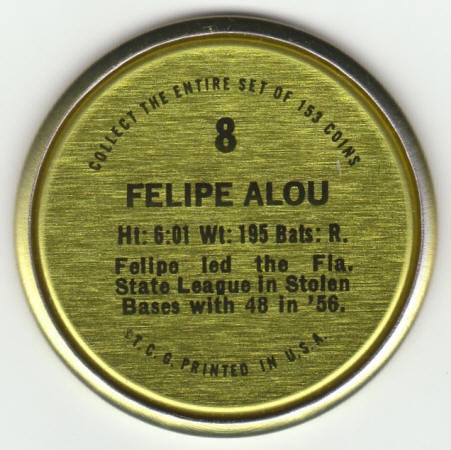 COLLECT THE ENTIRE SET OF 153 COINS
8
FELIPE ALOU
Ht: 6:01 Wt: 195 Bats: R.
Felipe led the Fla.
State League in Stolen
Bases with 48 in '56.
©T.C.G. PRINTED IN U.S.A.